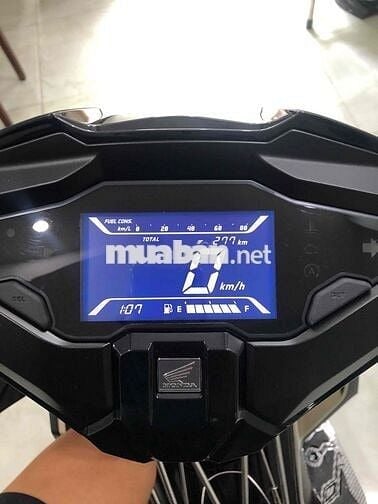 FUEL CONS.
km/L 0 20 40 60 80
TOTAL 277 km
muaban.net
0 km/h
1:07 E F
SEL SET
HONDA